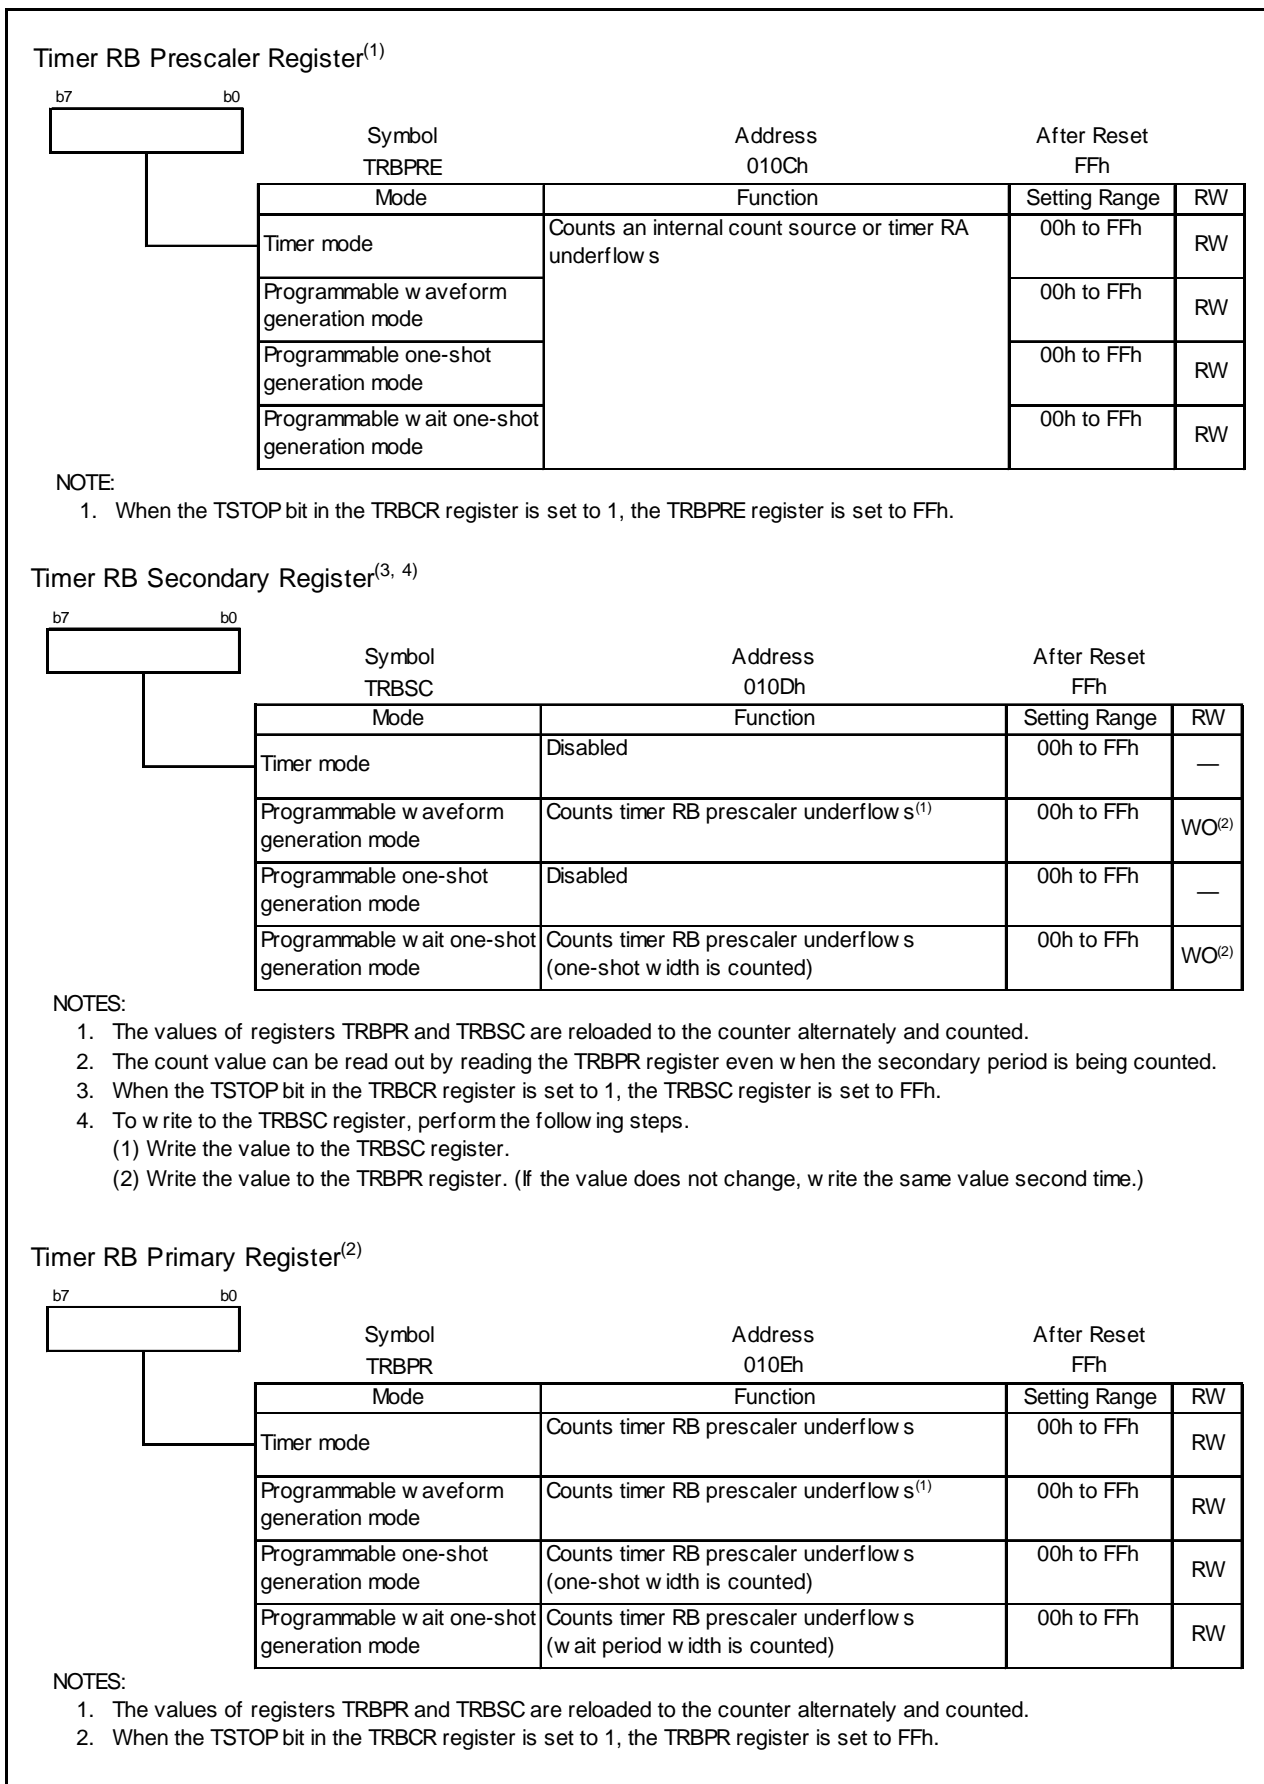 Timer RB Prescaler Register(1)
b7 b0
Symbol Address After Reset
TRBPRE 010Ch FFh
Mode Function Setting Range RW
Timer mode Counts an internal count source or timer RA underflows 00h to FFh RW
Programmable waveform generation mode 00h to FFh RW
Programmable one-shot generation mode 00h to FFh RW
Programmable wait one-shot generation mode 00h to FFh RW
NOTE:
1. When the TSTOP bit in the TRBCR register is set to 1, the TRBPRE register is set to FFh.
Timer RB Secondary Register(3, 4)
b7 b0
Symbol Address After Reset
TRBSC 010Dh FFh
Mode Function Setting Range RW
Timer mode Disabled 00h to FFh —
Programmable waveform generation mode Counts timer RB prescaler underflows(1) 00h to FFh WO(2)
Programmable one-shot generation mode Disabled 00h to FFh —
Programmable wait one-shot generation mode Counts timer RB prescaler underflows (one-shot width is counted) 00h to FFh WO(2)
NOTES:
1. The values of registers TRBPR and TRBSC are reloaded to the counter alternately and counted.
2. The count value can be read out by reading the TRBPR register even when the secondary period is being counted.
3. When the TSTOP bit in the TRBCR register is set to 1, the TRBSC register is set to FFh.
4. To write to the TRBSC register, perform the following steps.
(1) Write the value to the TRBSC register.
(2) Write the value to the TRBPR register. (If the value does not change, write the same value second time.)
Timer RB Primary Register(2)
b7 b0
Symbol Address After Reset
TRBPR 010Eh FFh
Mode Function Setting Range RW
Timer mode Counts timer RB prescaler underflows 00h to FFh RW
Programmable waveform generation mode Counts timer RB prescaler underflows(1) 00h to FFh RW
Programmable one-shot generation mode Counts timer RB prescaler underflows (one-shot width is counted) 00h to FFh RW
Programmable wait one-shot generation mode Counts timer RB prescaler underflows (wait period width is counted) 00h to FFh RW
NOTES:
1. The values of registers TRBPR and TRBSC are reloaded to the counter alternately and counted.
2. When the TSTOP bit in the TRBCR register is set to 1, the TRBPR register is set to FFh.